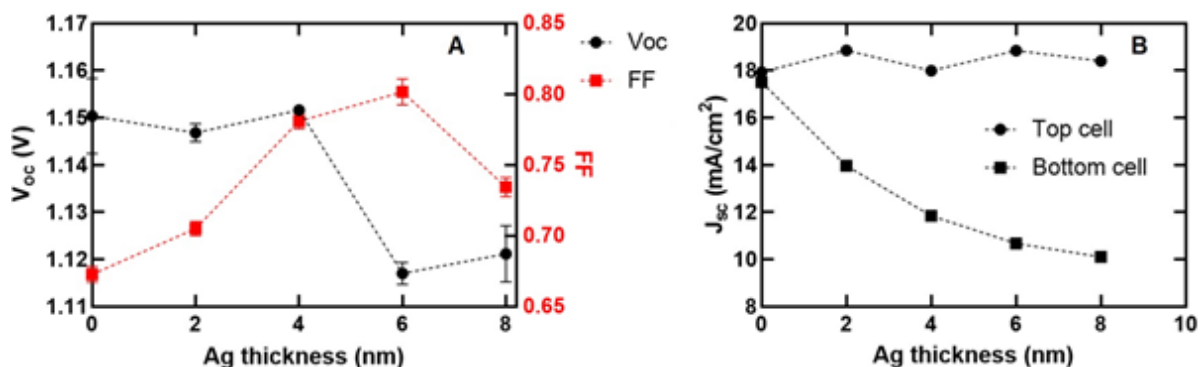 A
Voc
FF
1.17
1.16
1.15
1.14
1.13
1.12
1.11
V_oc (V)
0.85
0.80
0.75
0.70
0.65
FF
0 2 4 6 8
Ag thickness (nm)
B
Top cell
Bottom cell
20
18
16
14
12
10
8
J_sc (mA/cm²)
0 2 4 6 8 10
Ag thickness (nm)